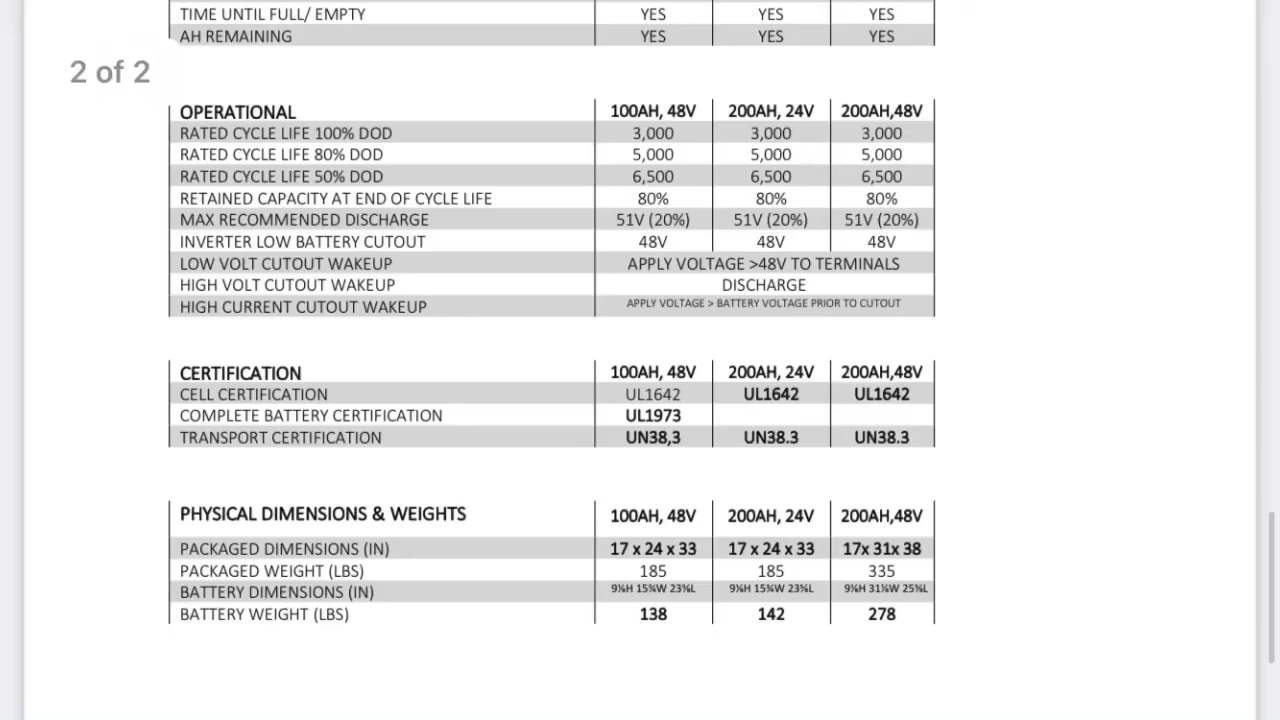 TIME UNTIL FULL/ EMPTY YES YES YES
AH REMAINING YES YES YES
2 of 2
OPERATIONAL 100AH, 48V 200AH, 24V 200AH,48V
RATED CYCLE LIFE 100% DOD 3,000 3,000 3,000
RATED CYCLE LIFE 80% DOD 5,000 5,000 5,000
RATED CYCLE LIFE 50% DOD 6,500 6,500 6,500
RETAINED CAPACITY AT END OF CYCLE LIFE 80% 80% 80%
MAX RECOMMENDED DISCHARGE 51V (20%) 51V (20%) 51V (20%)
INVERTER LOW BATTERY CUTOUT 48V 48V 48V
LOW VOLT CUTOUT WAKEUP APPLY VOLTAGE >48V TO TERMINALS
HIGH VOLT CUTOUT WAKEUP DISCHARGE
HIGH CURRENT CUTOUT WAKEUP APPLY VOLTAGE > BATTERY VOLTAGE PRIOR TO CUTOUT
CERTIFICATION 100AH, 48V 200AH, 24V 200AH,48V
CELL CERTIFICATION UL1642 UL1642 UL1642
COMPLETE BATTERY CERTIFICATION UL1973
TRANSPORT CERTIFICATION UN38,3 UN38.3 UN38.3
PHYSICAL DIMENSIONS & WEIGHTS 100AH, 48V 200AH, 24V 200AH,48V
PACKAGED DIMENSIONS (IN) 17 x 24 x 33 17 x 24 x 33 17x 31x 38
PACKAGED WEIGHT (LBS) 185 185 335
BATTERY DIMENSIONS (IN)
BATTERY WEIGHT (LBS) 138 142 278